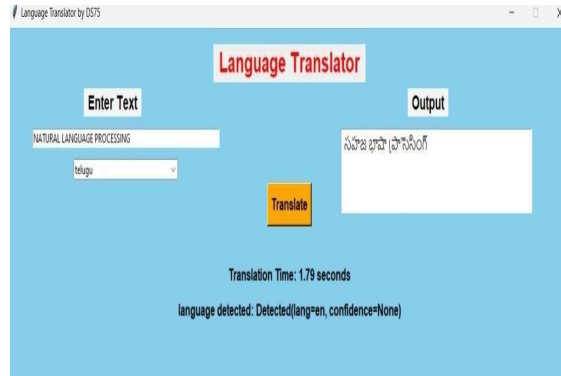 Language Translator by DS75
Language Translator
Enter Text
Output
NATURAL LANGUAGE PROCESSING
సహజ భాషా ప్రాసెసింగ్
telugu
Translate
Translation Time: 1.79 seconds
language detected: Detected(lang=en, confidence=None)